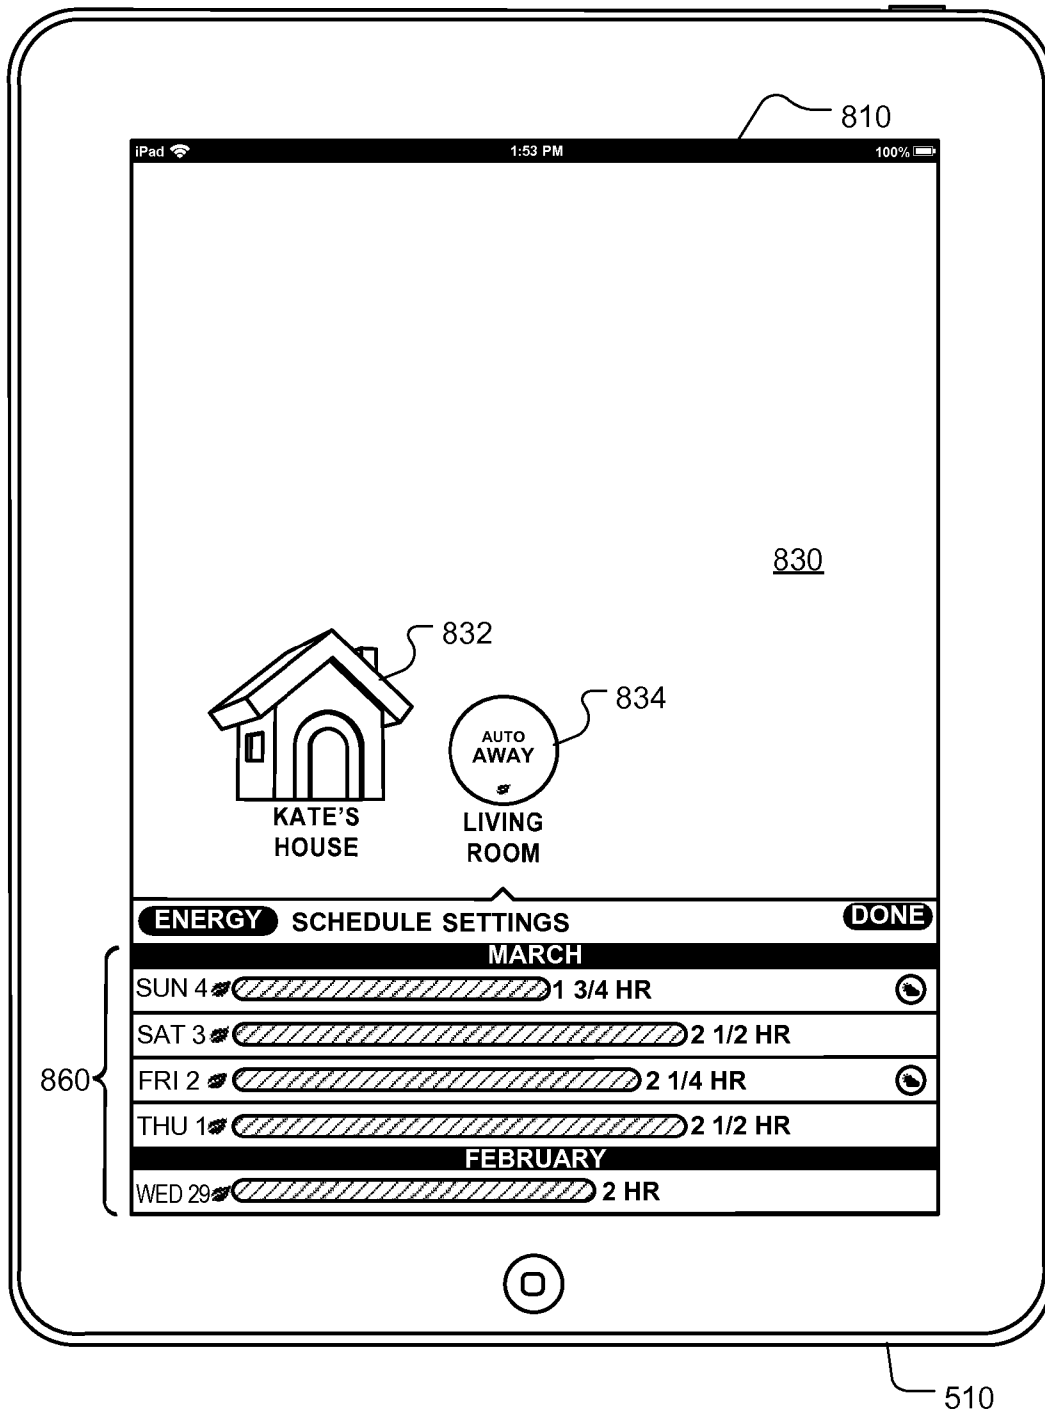 810
iPad 1:53 PM 100%
830
832
834
AUTO
AWAY
KATE'S
HOUSE
LIVING
ROOM
ENERGY SCHEDULE SETTINGS DONE
MARCH
SUN 4 1 3/4 HR
SAT 3 2 1/2 HR
860
FRI 2 2 1/4 HR
THU 1 2 1/2 HR
FEBRUARY
WED 29 2 HR
510